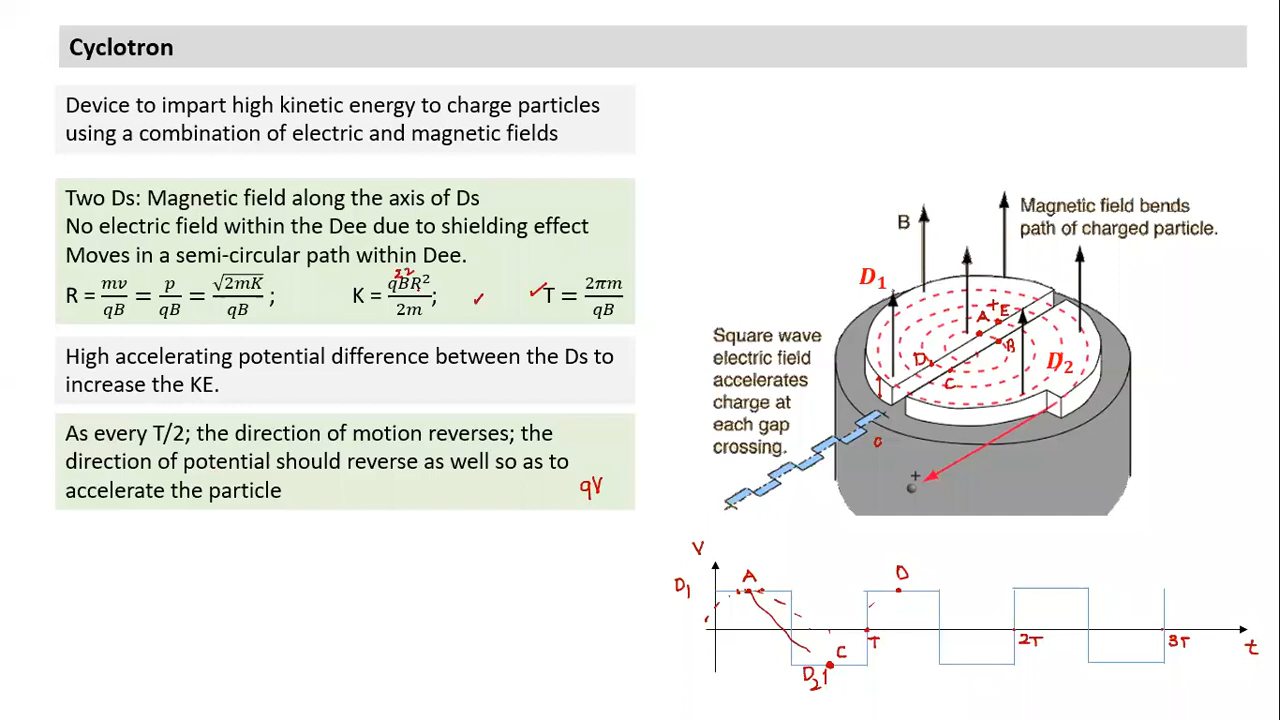 Cyclotron
Device to impart high kinetic energy to charge particles
using a combination of electric and magnetic fields
Two Ds: Magnetic field along the axis of Ds
No electric field within the Dee due to shielding effect
Moves in a semi-circular path within Dee.
R = mv/qB = p/qB = √2mK/qB ; K = q²B²R²/2m ; ✓ ✓ T = 2πm/qB
High accelerating potential difference between the Ds to
increase the KE.
As every T/2; the direction of motion reverses; the
direction of potential should reverse as well so as to
accelerate the particle
qV
B
Magnetic field bends
path of charged particle.
D₁
A + E
B
D C
D₂
Square wave
electric field
accelerates
charge at
each gap
crossing.
+
V
D₁ A D
T 2T 3T t
C
D₂↑